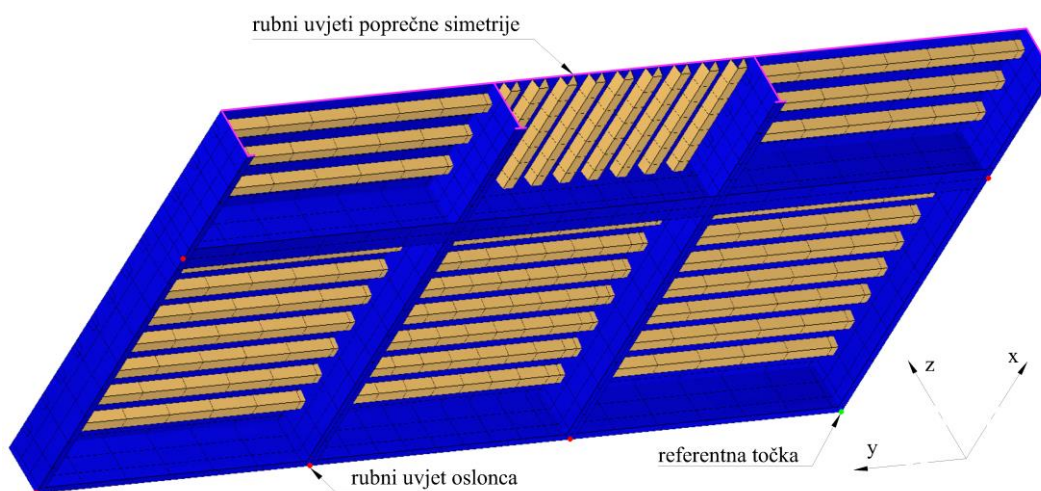 rubni uvjeti poprečne simetrije
z
x
referentna točka
y
rubni uvjet oslonca